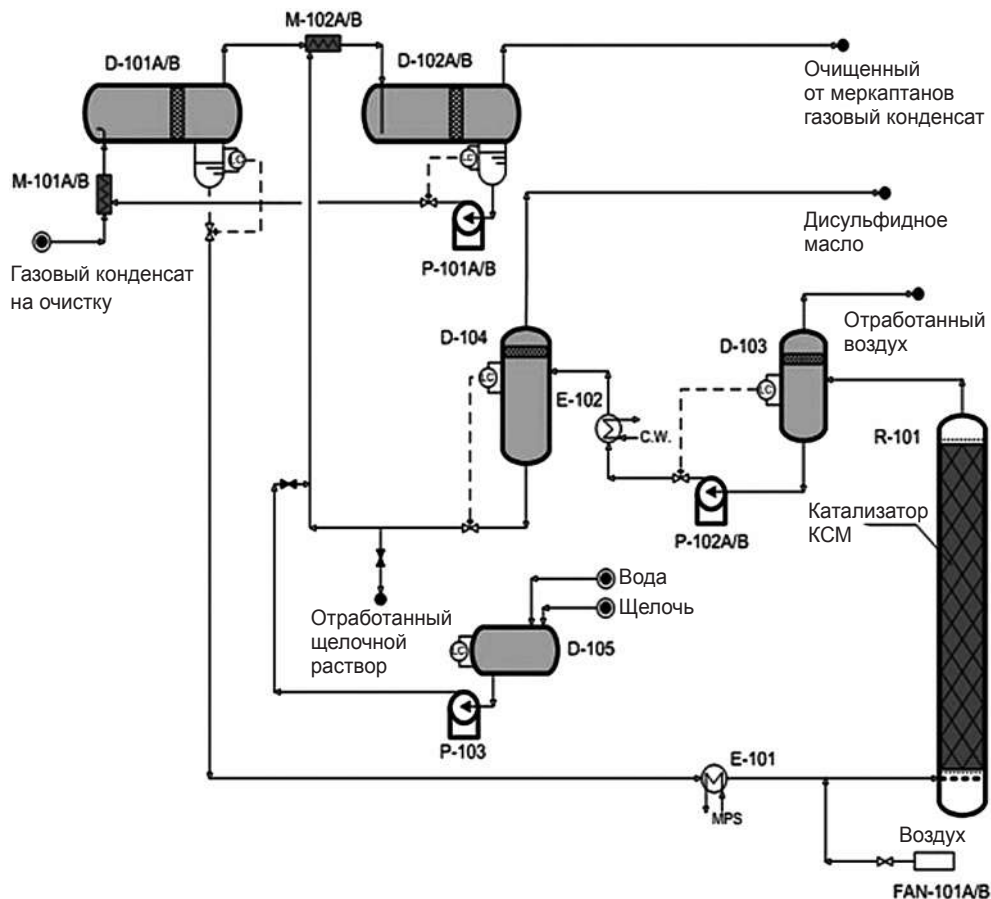 M-102A/B
D-101A/B
D-102A/B
Очищенный
от меркаптанов
газовый конденсат
LC
LC
M-101A/B
Дисульфидное
масло
P-101A/B
Газовый конденсат
на очистку
Отработанный
воздух
D-104
D-103
LC
LC
E-102
C.W.
R-101
Катализатор
КСМ
P-102A/B
Вода
Щелочь
Отработанный
щелочной
раствор
D-105
LC
P-103
E-101
MPS
Воздух
FAN-101A/B